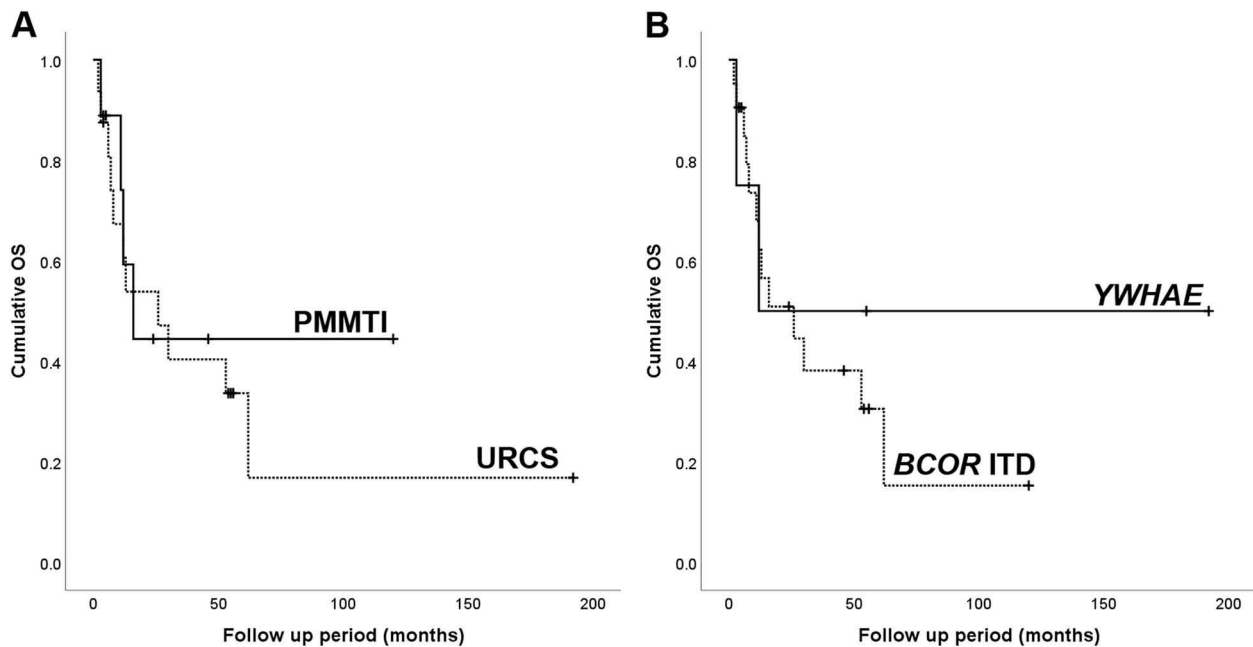 A
Cumulative OS
1.0
0.8
0.6
0.4
0.2
0.0
PMMTI
URCS
0 50 100 150 200
Follow up period (months)
B
Cumulative OS
1.0
0.8
0.6
0.4
0.2
0.0
YWHAE
BCOR ITD
0 50 100 150 200
Follow up period (months)